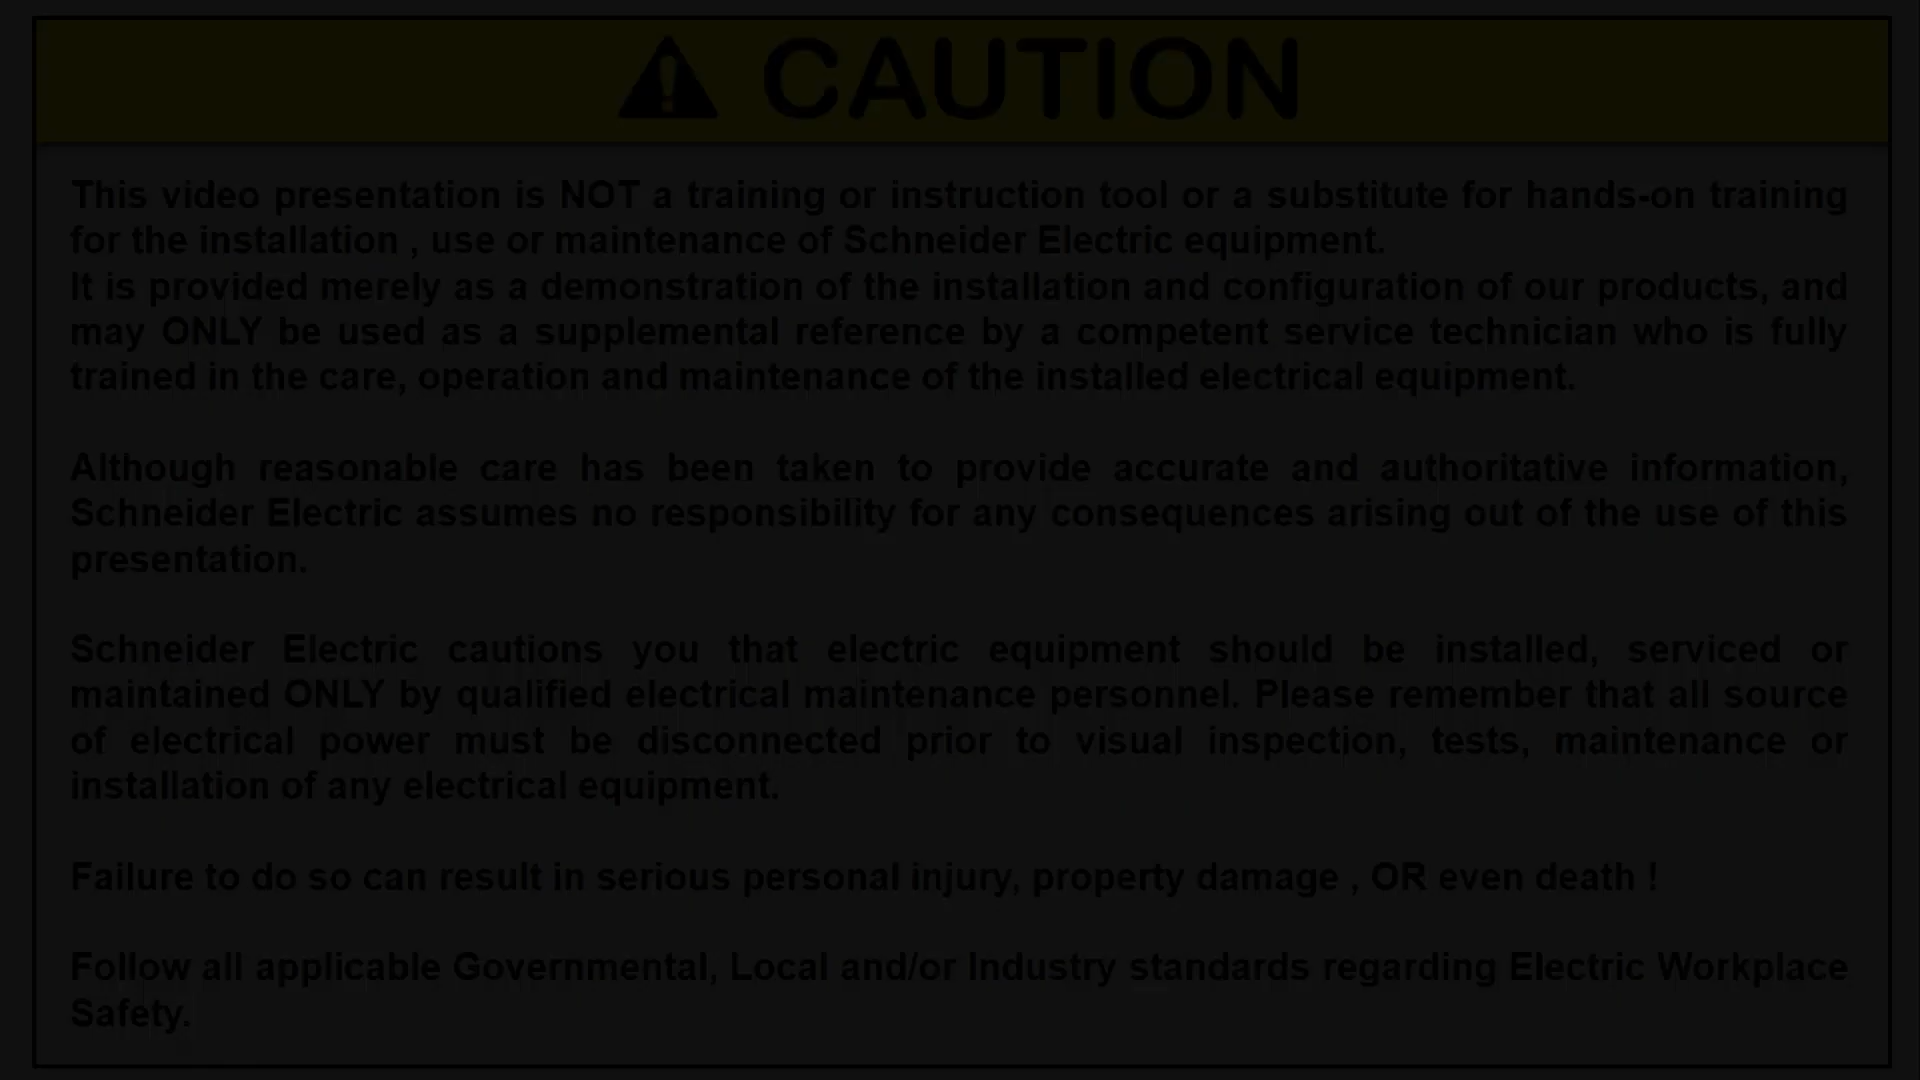 CAUTION
This video presentation is NOT a training or instruction tool or a substitute for hands-on training
for the installation , use or maintenance of Schneider Electric equipment.
It is provided merely as a demonstration of the installation and configuration of our products, and
may ONLY be used as a supplemental reference by a competent service technician who is fully
trained in the care, operation and maintenance of the installed electrical equipment.
Although reasonable care has been taken to provide accurate and authoritative information,
Schneider Electric assumes no responsibility for any consequences arising out of the use of this
presentation.
Schneider Electric cautions you that electric equipment should be installed, serviced or
maintained ONLY by qualified electrical maintenance personnel. Please remember that all source
of electrical power must be disconnected prior to visual inspection, tests, maintenance or
installation of any electrical equipment.
Failure to do so can result in serious personal injury, property damage , OR even death !
Follow all applicable Governmental, Local and/or Industry standards regarding Electric Workplace
Safety.